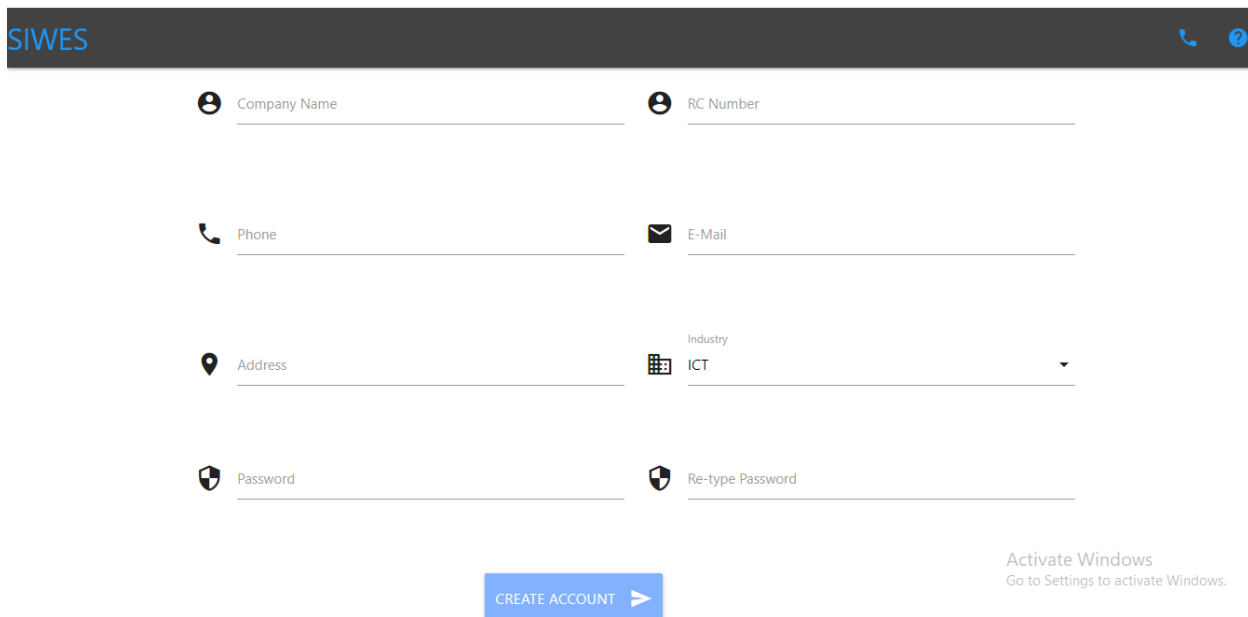 SIWES
Company Name
RC Number
Phone
E-Mail
Address
Industry
ICT
Password
Re-type Password
Activate Windows
Go to Settings to activate Windows.
CREATE ACCOUNT